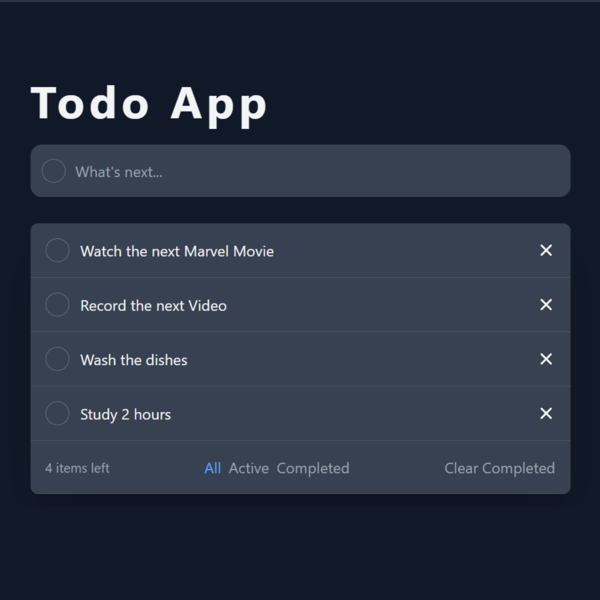 Todo App
What's next...
Watch the next Marvel Movie
Record the next Video
Wash the dishes
Study 2 hours
4 items left All Active Completed Clear Completed